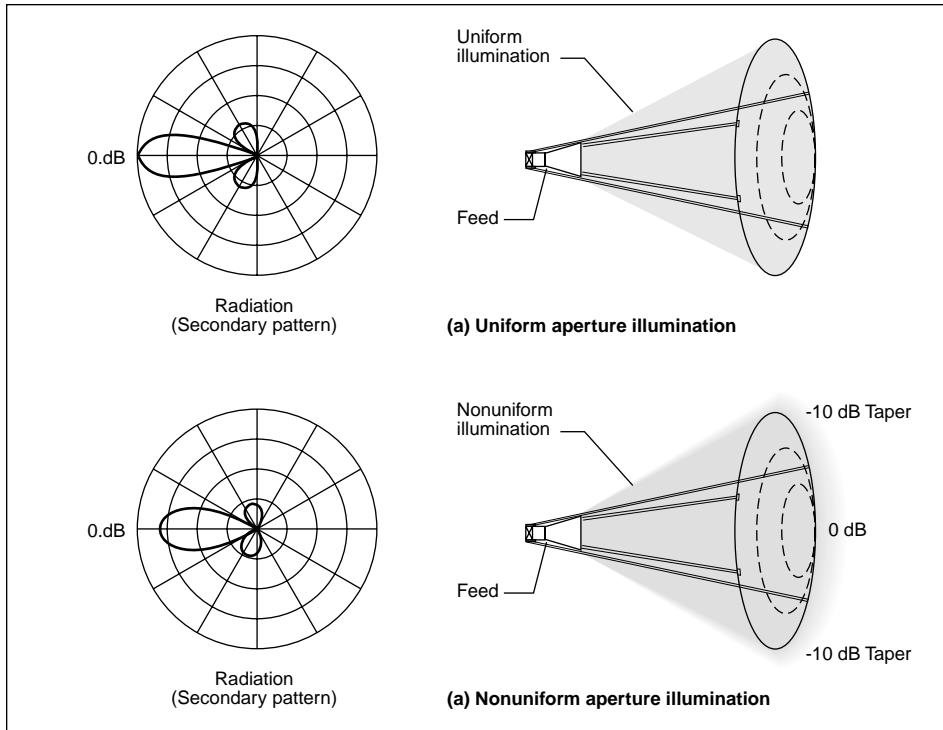 Uniform
illumination
0.dB
Feed
Radiation
(Secondary pattern)
(a) Uniform aperture illumination
Nonuniform
illumination
-10 dB Taper
0.dB
0 dB
Feed
-10 dB Taper
Radiation
(Secondary pattern)
(a) Nonuniform aperture illumination